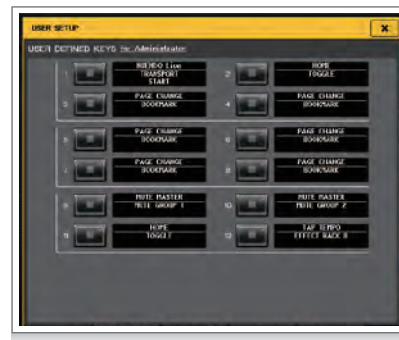 USER SETUP
USER DEFINED KEYS for Administrator
1
NUENDO Live
TRANSPORT
START
2
HOME
TOGGLE
3
PAGE CHANGE
BOOKMARK
4
PAGE CHANGE
BOOKMARK
5
PAGE CHANGE
BOOKMARK
6
PAGE CHANGE
BOOKMARK
7
PAGE CHANGE
BOOKMARK
8
PAGE CHANGE
BOOKMARK
9
MUTE MASTER
MUTE GROUP 1
10
MUTE MASTER
MUTE GROUP 2
11
HOME
TOGGLE
12
TAP TEMPO
EFFECT RACK 8